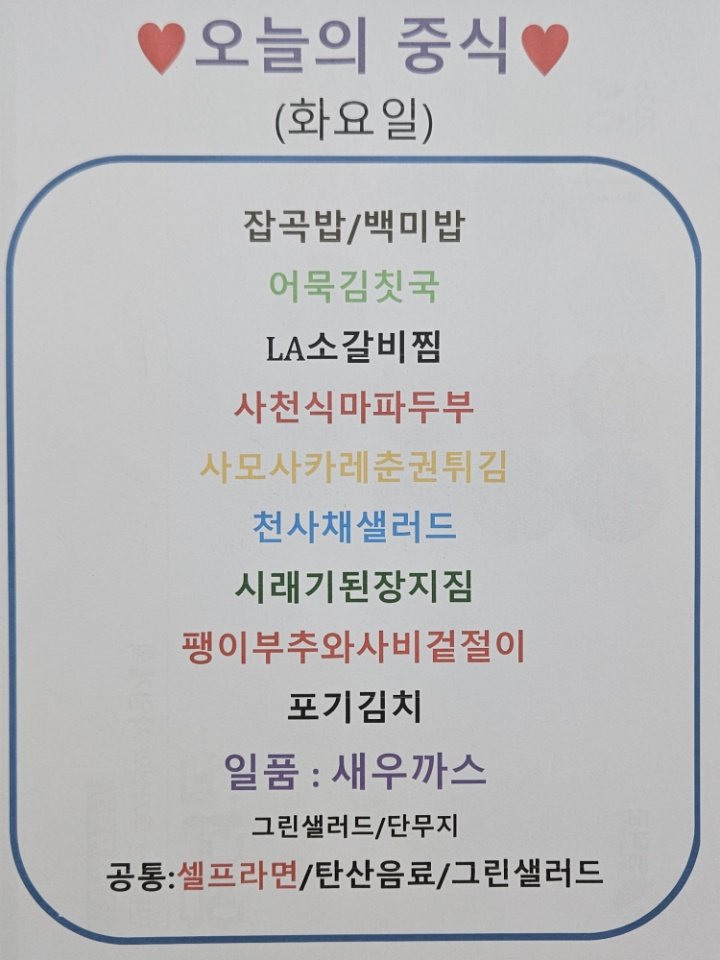 ♥오늘의 중식♥
(화요일)
잡곡밥/백미밥
어묵김칫국
LA소갈비찜
사천식마파두부
사모사카레춘권튀김
천사채샐러드
시래기된장지짐
팽이부추와사비겉절이
포기김치
일품 : 새우까스
그린샐러드/단무지
공통:셀프라면/탄산음료/그린샐러드